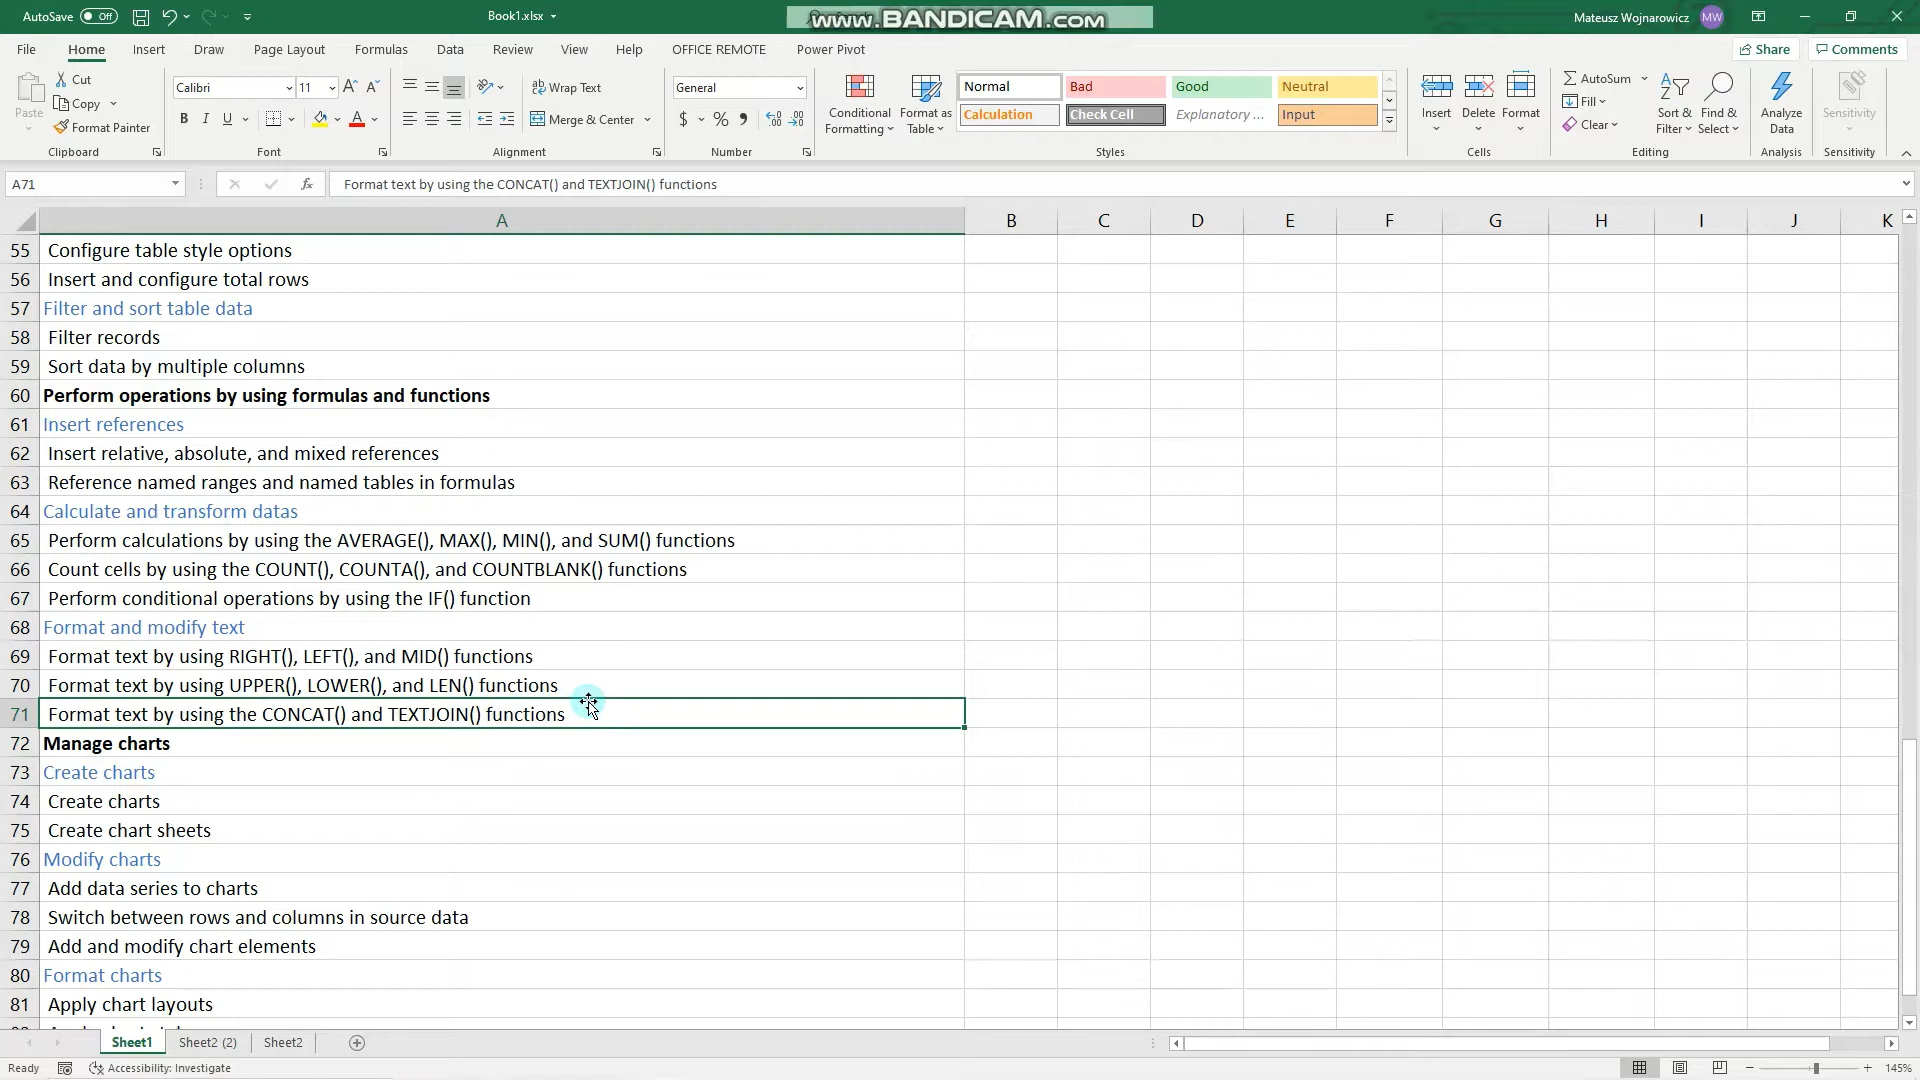 AutoSave Off Book1.xlsx WWW.BANDICAM.COM Mateusz Wojnarowicz MW
File Home Insert Draw Page Layout Formulas Data Review View Help OFFICE REMOTE Power Pivot Share Comments
Paste Cut Copy Format Painter Clipboard
Calibri 11 B I U A Font
Wrap Text Merge & Center Alignment
General $ % Number
Conditional Formatting Format as Table
Normal Bad Good Neutral
Calculation Check Cell Explanatory ... Input
Styles
Insert Delete Format Cells
AutoSum Fill Clear Sort & Filter Find & Select Editing
Analyze Data Analysis
Sensitivity Sensitivity
A71 fx Format text by using the CONCAT() and TEXTJOIN() functions
A B C D E F G H I J K
55 Configure table style options
56 Insert and configure total rows
57 Filter and sort table data
58 Filter records
59 Sort data by multiple columns
60 Perform operations by using formulas and functions
61 Insert references
62 Insert relative, absolute, and mixed references
63 Reference named ranges and named tables in formulas
64 Calculate and transform datas
65 Perform calculations by using the AVERAGE(), MAX(), MIN(), and SUM() functions
66 Count cells by using the COUNT(), COUNTA(), and COUNTBLANK() functions
67 Perform conditional operations by using the IF() function
68 Format and modify text
69 Format text by using RIGHT(), LEFT(), and MID() functions
70 Format text by using UPPER(), LOWER(), and LEN() functions
71 Format text by using the CONCAT() and TEXTJOIN() functions
72 Manage charts
73 Create charts
74 Create charts
75 Create chart sheets
76 Modify charts
77 Add data series to charts
78 Switch between rows and columns in source data
79 Add and modify chart elements
80 Format charts
81 Apply chart layouts
Sheet1 Sheet2 (2) Sheet2
Ready Accessibility: Investigate 145%